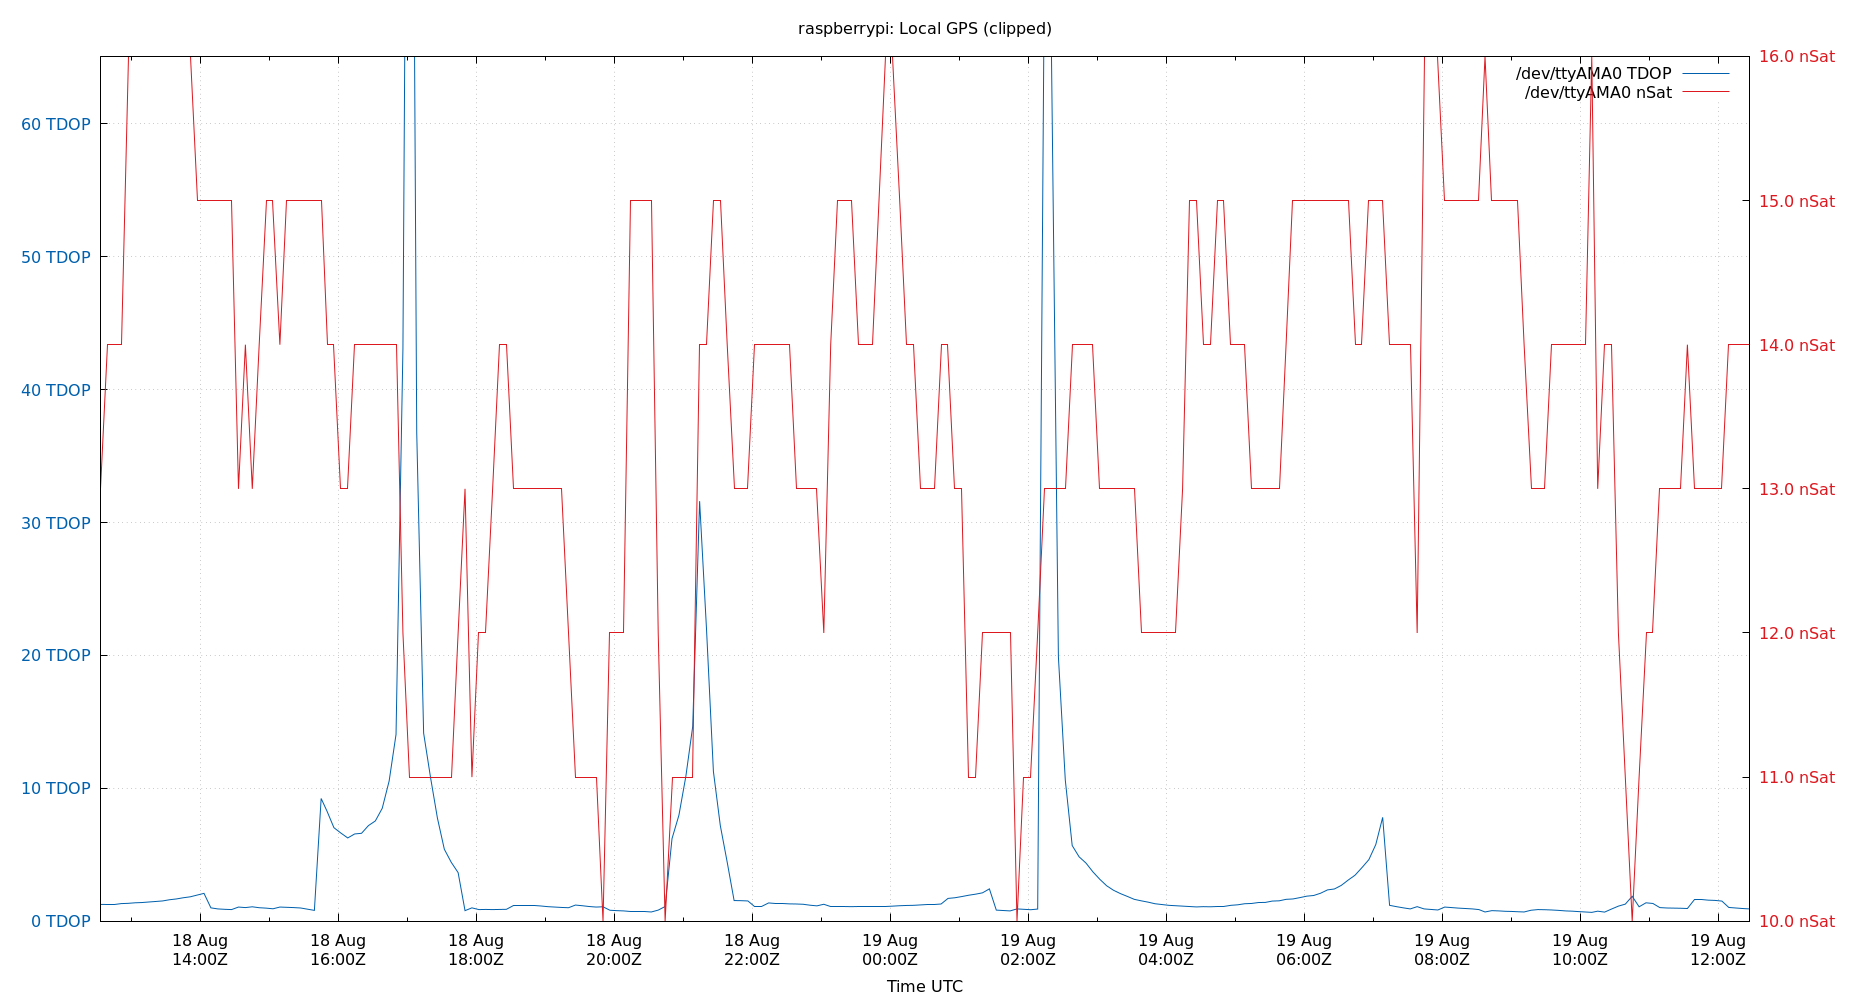 raspberrypi: Local GPS (clipped)
16.0 nSat
/dev/ttyAMA0 TDOP
/dev/ttyAMA0 nSat
60 TDOP
15.0 nSat
50 TDOP
14.0 nSat
40 TDOP
13.0 nSat
30 TDOP
12.0 nSat
20 TDOP
11.0 nSat
10 TDOP
0 TDOP
10.0 nSat
18 Aug 18 Aug 18 Aug 18 Aug 18 Aug 19 Aug 19 Aug 19 Aug 19 Aug 19 Aug 19 Aug 19 Aug
14:00Z 16:00Z 18:00Z 20:00Z 22:00Z 00:00Z 02:00Z 04:00Z 06:00Z 08:00Z 10:00Z 12:00Z
Time UTC